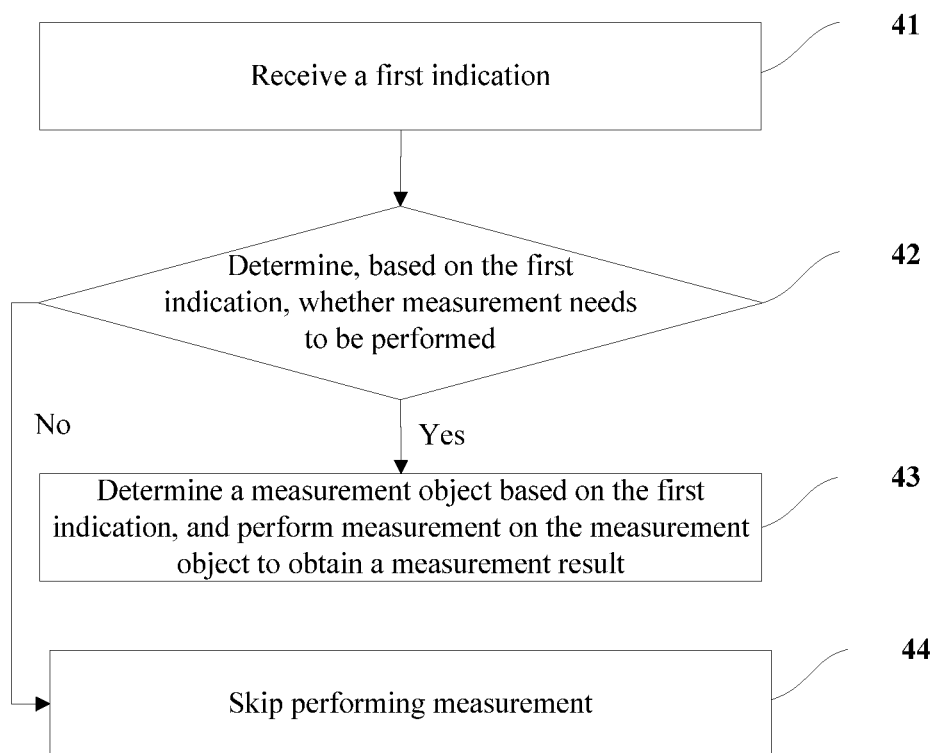 41
Receive a first indication
42
Determine, based on the first
indication, whether measurement needs
to be performed
No
Yes
43
Determine a measurement object based on the first
indication, and perform measurement on the measurement
object to obtain a measurement result
44
Skip performing measurement